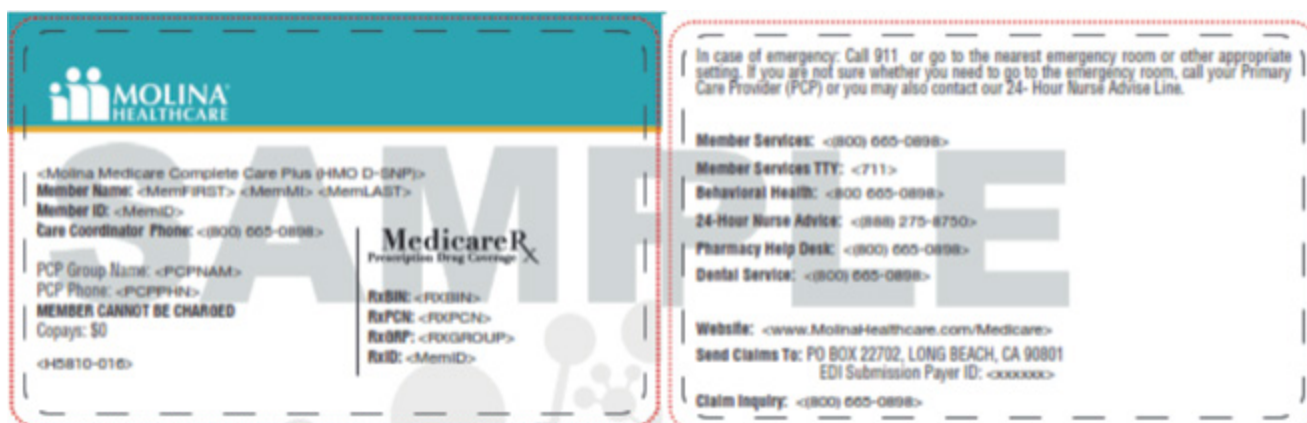 MOLINA®
HEALTHCARE
<Molina Medicare Complete Care Plus (HMO D-SNP)>
Member Name: <MemFIRST> <MemMI> <MemLAST>
Member ID: <MemID>
Care Coordinator Phone: <(800) 665-0898>
PCP Group Name: <PCPNAM>
PCP Phone: <PCPPHN>
MEMBER CANNOT BE CHARGED
Copays: $0
<H5810-016>
MedicareRx
Prescription Drug Coverage
RxBIN: <RXBIN>
RxPCN: <RXPCN>
RxGRP: <RXGROUP>
RxID: <MemID>
In case of emergency: Call 911 or go to the nearest emergency room or other appropriate
setting. If you are not sure whether you need to go to the emergency room, call your Primary
Care Provider (PCP) or you may also contact our 24- Hour Nurse Advise Line.
Member Services: <(800) 665-0898>
Member Services TTY: <711>
Behavioral Health: <800 665-0898>
24-Hour Nurse Advice: <(888) 275-8750>
Pharmacy Help Desk: <(800) 665-0898>
Dental Service: <(800) 665-0898>
Website: <www.MolinaHealthcare.com/Medicare>
Send Claims To: PO BOX 22702, LONG BEACH, CA 90801
EDI Submission Payer ID: <xxxxxx>
Claim Inquiry: <(800) 665-0898>
SAMPLE